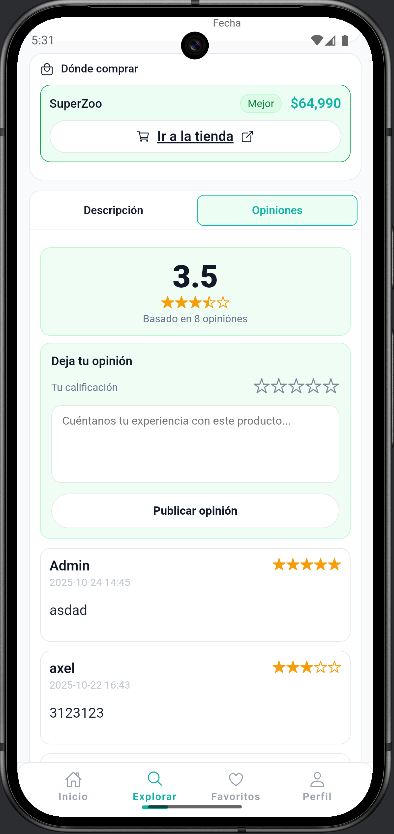 Fecha
5:31
Dónde comprar
SuperZoo
Mejor
$64,990
Ir a la tienda
Descripción
Opiniones
3.5
Basado en 8 opiniónes
Deja tu opinión
Tu calificación
Cuéntanos tu experiencia con este producto...
Publicar opinión
Admin
2025-10-24 14:45
asdad
axel
2025-10-22 16:43
3123123
Inicio
Explorar
Favoritos
Perfil